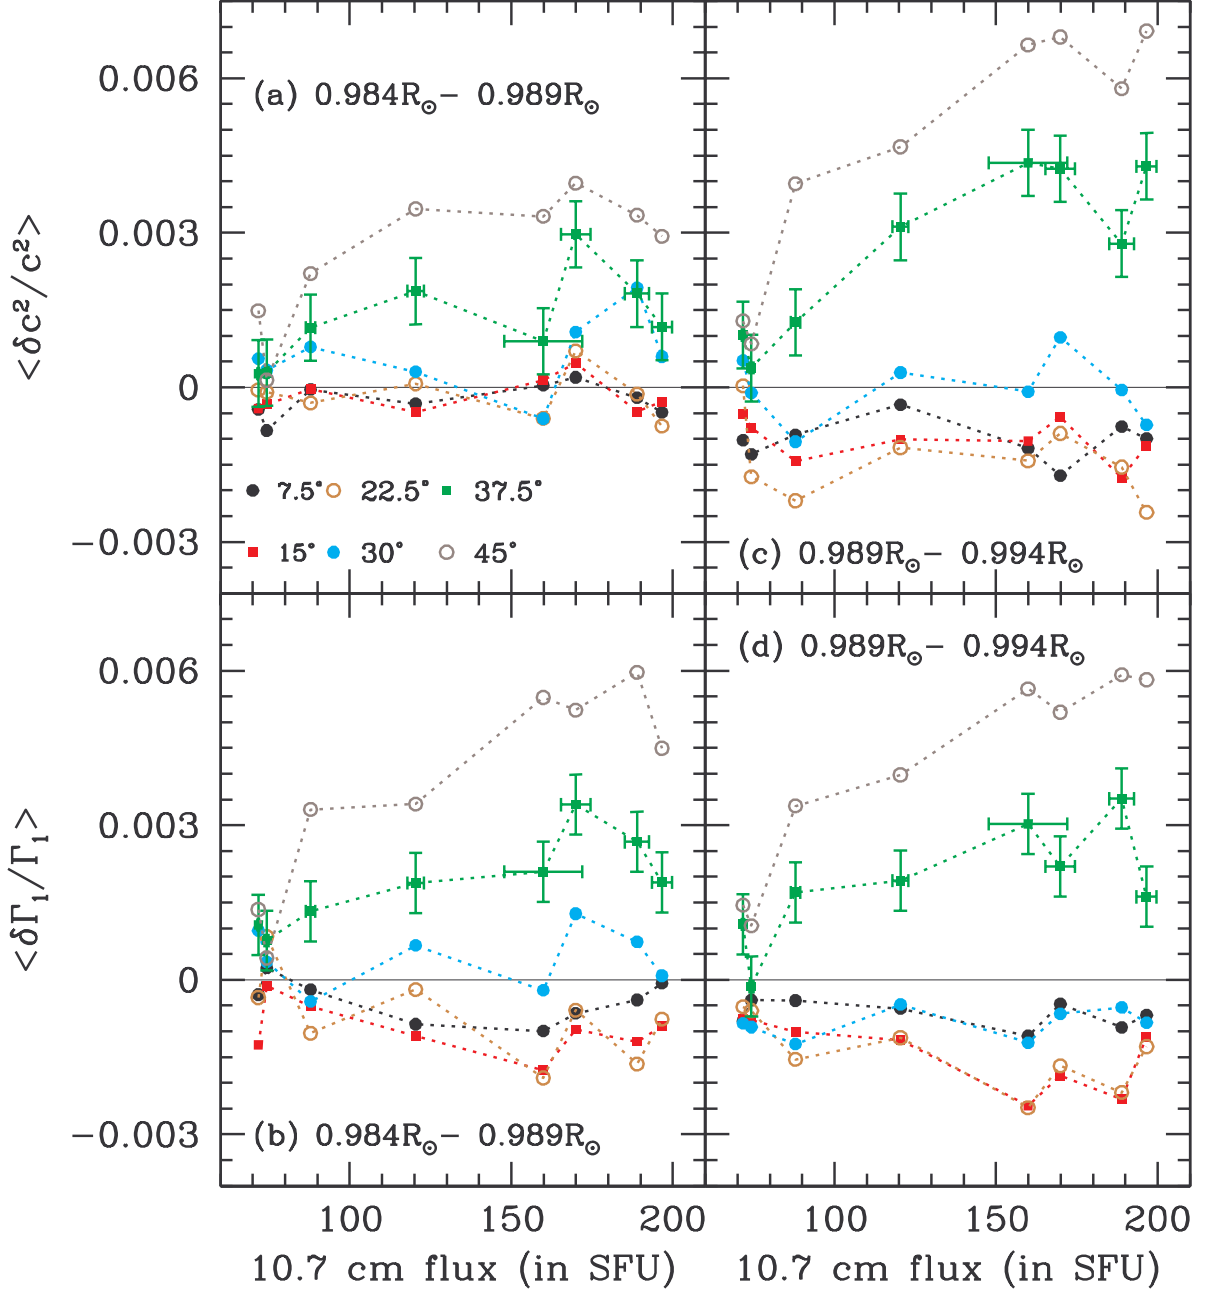 0.006
0.003
0
−0.003
<δc²/c²>
(a) 0.984R⊙− 0.989R⊙
7.5° 22.5° 37.5°
15° 30° 45°
(c) 0.989R⊙− 0.994R⊙
0.006
0.003
0
−0.003
<δΓ₁/Γ₁>
(b) 0.984R⊙− 0.989R⊙
(d) 0.989R⊙− 0.994R⊙
100 150 200 100 150 200
10.7 cm flux (in SFU) 10.7 cm flux (in SFU)